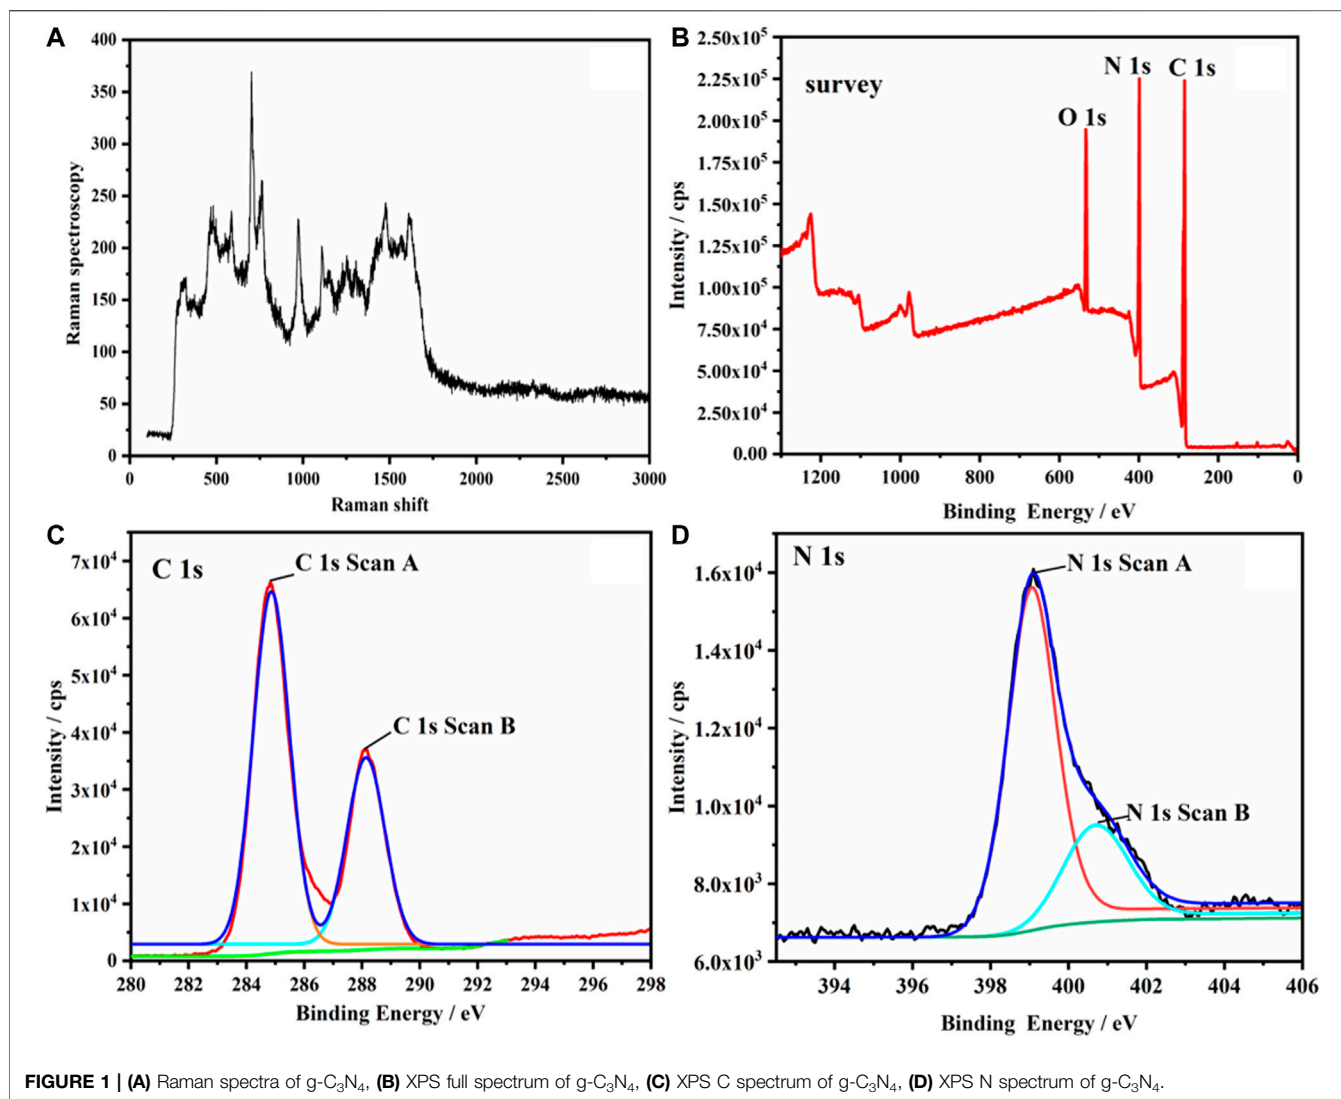 A
400
350
300
250
200
150
100
50
0
Raman spectroscopy
0 500 1000 1500 2000 2500 3000
Raman shift
B
2.50x10⁵
2.25x10⁵
2.00x10⁵
1.75x10⁵
1.50x10⁵
1.25x10⁵
1.00x10⁵
7.50x10⁴
5.00x10⁴
2.50x10⁴
0.00
Intensity / cps
survey
O 1s
N 1s
C 1s
1200 1000 800 600 400 200 0
Binding Energy / eV
C
7x10⁴
6x10⁴
5x10⁴
4x10⁴
3x10⁴
2x10⁴
1x10⁴
0
Intensity / cps
C 1s
C 1s Scan A
C 1s Scan B
280 282 284 286 288 290 292 294 296 298
Binding Energy / eV
D
1.6x10⁴
1.4x10⁴
1.2x10⁴
1.0x10⁴
8.0x10³
6.0x10³
Intensity / cps
N 1s
N 1s Scan A
N 1s Scan B
394 396 398 400 402 404 406
Binding Energy / eV
FIGURE 1 | (A) Raman spectra of g-C₃N₄, (B) XPS full spectrum of g-C₃N₄, (C) XPS C spectrum of g-C₃N₄, (D) XPS N spectrum of g-C₃N₄.